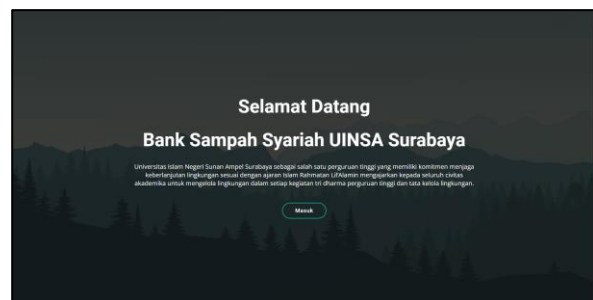 Selamat Datang
Bank Sampah Syariah UINSA Surabaya
Universitas Islam Negeri Sunan Ampel Surabaya sebagai salah satu perguruan tinggi yang memiliki komitmen menjaga
keberlanjutan lingkungan sesuai dengan ajaran Islam Rahmatan Lil'Alamin mengajarkan kepada seluruh civitas
akademika untuk mengelola lingkungan dalam setiap kegiatan tri dharma perguruan tinggi dan tata kelola lingkungan.
Masuk